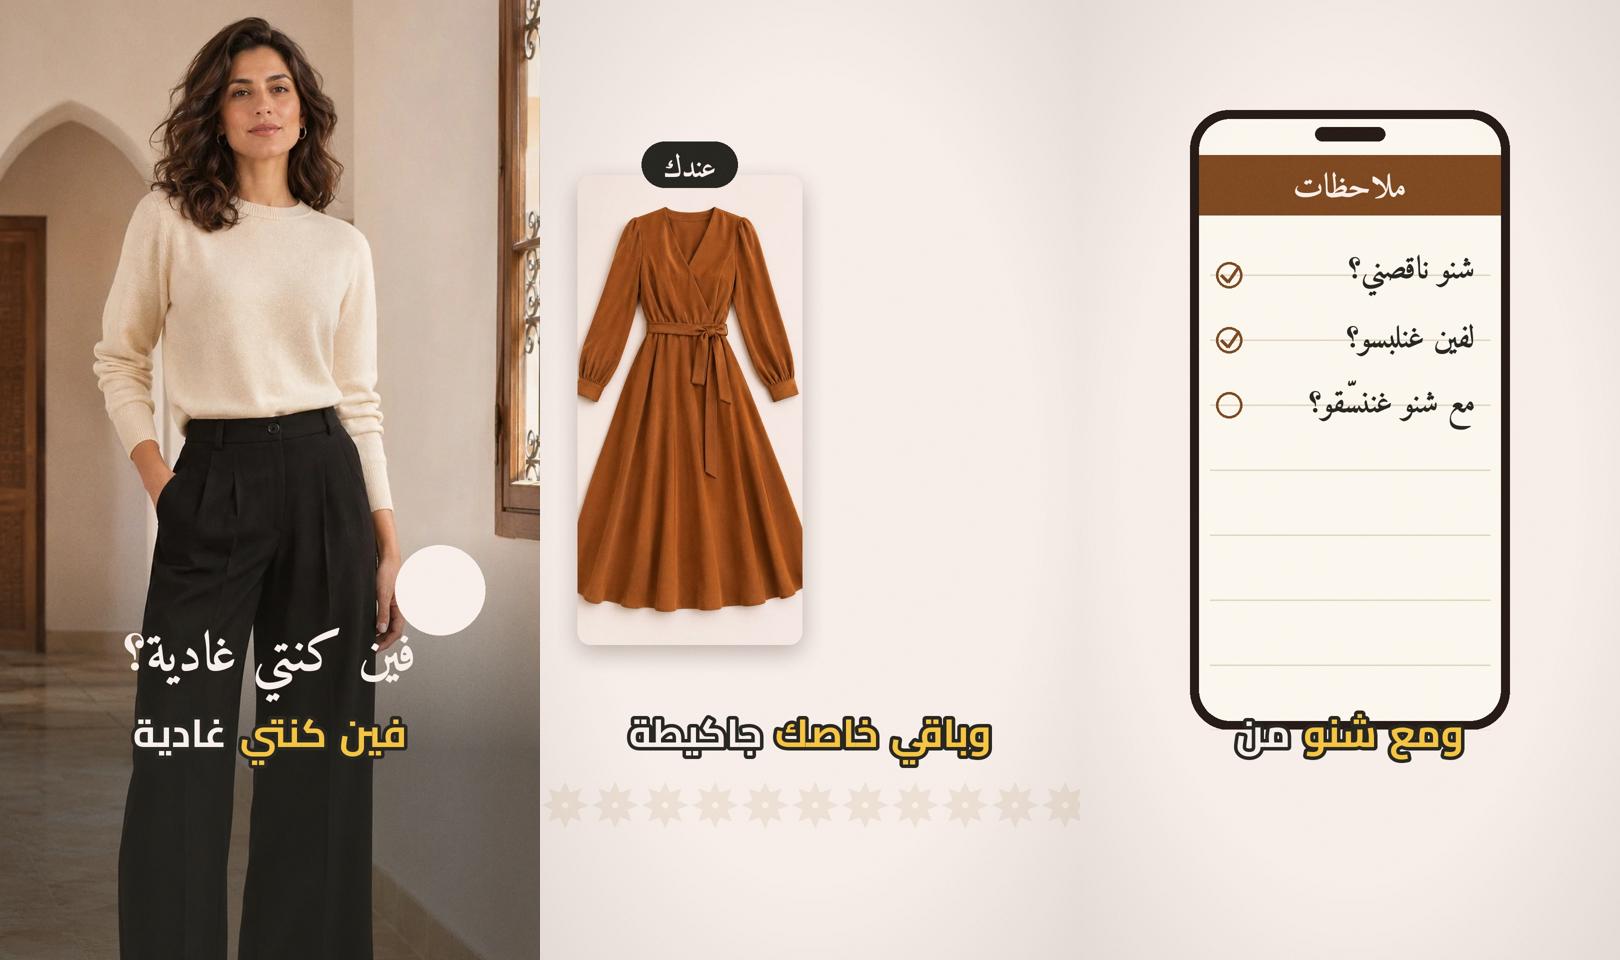 فين كنتي غادية؟
فين كنتي غادية
عندك
وباقي خاصك جاكيطة
ملاحظات
شنو ناقصني؟
لفين غنلبسو؟
مع شنو غننسّقو؟
ومع شنو من